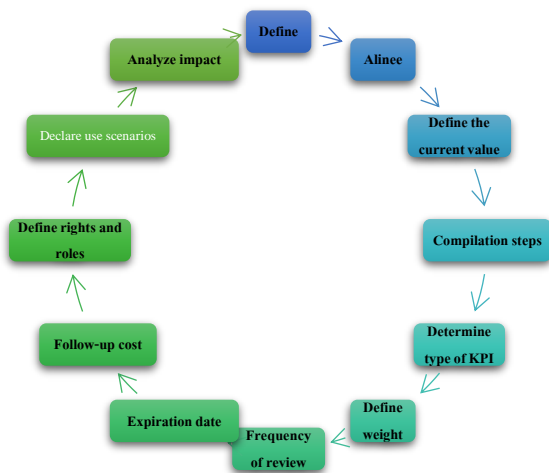 Define
Alinee
Define the
current value
Compilation steps
Determine
type of KPI
Define
weight
Frequency
of review
Expiration date
Follow-up cost
Define rights and
roles
Declare use scenarios
Analyze impact